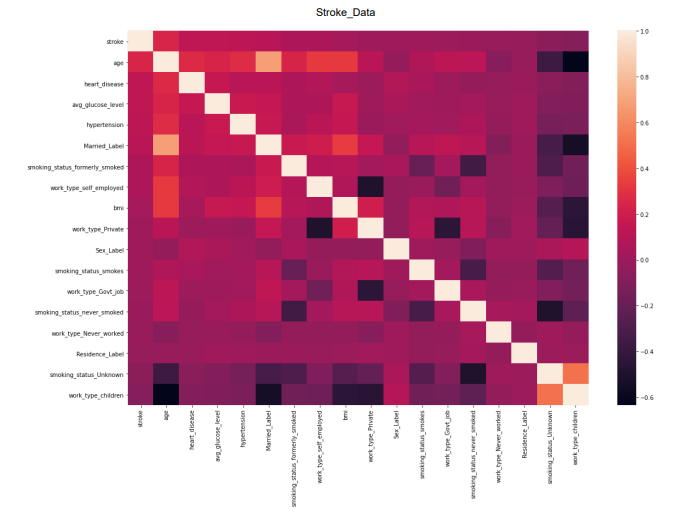 Stroke_Data
stroke
age
heart_disease
avg_glucose_level
hypertension
Married_Label
smoking_status_formerly_smoked
work_type_self_employed
bmi
work_type_Private
Sex_Label
smoking_status_smokes
work_type_Govt_job
smoking_status_never_smoked
work_type_Never_worked
Residence_Label
smoking_status_Unknown
work_type_children
stroke
age
heart_disease
avg_glucose_level
hypertension
Married_Label
smoking_status_formerly_smoked
work_type_self_employed
bmi
work_type_Private
Sex_Label
smoking_status_smokes
work_type_Govt_job
smoking_status_never_smoked
work_type_Never_worked
Residence_Label
smoking_status_Unknown
work_type_children
1.0
0.8
0.6
0.4
0.2
0.0
−0.2
−0.4
−0.6